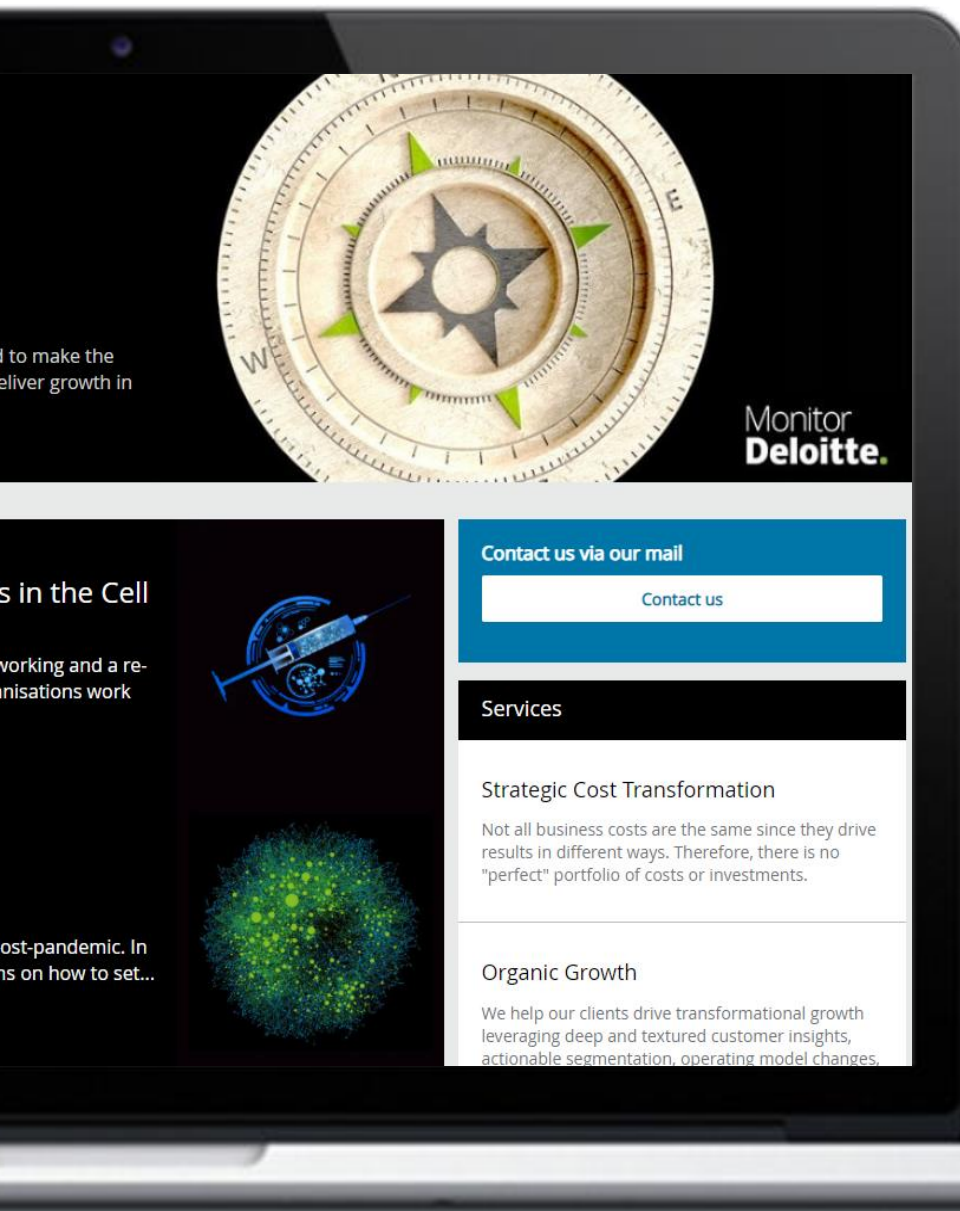 E
W
d to make the
eliver growth in
Monitor
Deloitte.
s in the Cell
working and a re-
anisations work
ost-pandemic. In
ns on how to set...
Contact us via our mail
Contact us
Services
Strategic Cost Transformation
Not all business costs are the same since they drive
results in different ways. Therefore, there is no
"perfect" portfolio of costs or investments.
Organic Growth
We help our clients drive transformational growth
leveraging deep and textured customer insights,
actionable segmentation, operating model changes,